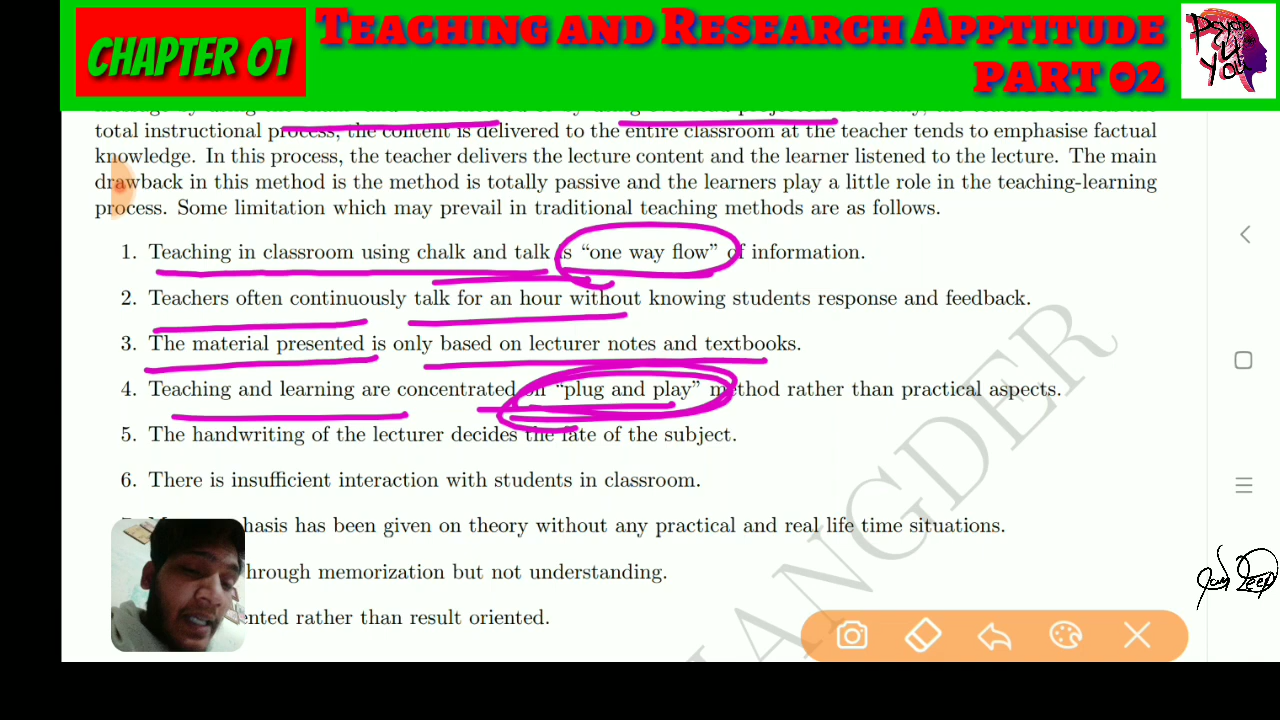 CHAPTER 01
TEACHING AND RESEARCH APPTITUDE
PART 02
Psycho
4
You
total instructional process, the content is delivered to the entire classroom at the teacher tends to emphasise factual
knowledge. In this process, the teacher delivers the lecture content and the learner listened to the lecture. The main
drawback in this method is the method is totally passive and the learners play a little role in the teaching-learning
process. Some limitation which may prevail in traditional teaching methods are as follows.
1. Teaching in classroom using chalk and talk is “one way flow” of information.
2. Teachers often continuously talk for an hour without knowing students response and feedback.
3. The material presented is only based on lecturer notes and textbooks.
4. Teaching and learning are concentrated on “plug and play” method rather than practical aspects.
5. The handwriting of the lecturer decides the fate of the subject.
6. There is insufficient interaction with students in classroom.
has been given on theory without any practical and real life time situations.
through memorization but not understanding.
rather than result oriented.
ANGDER